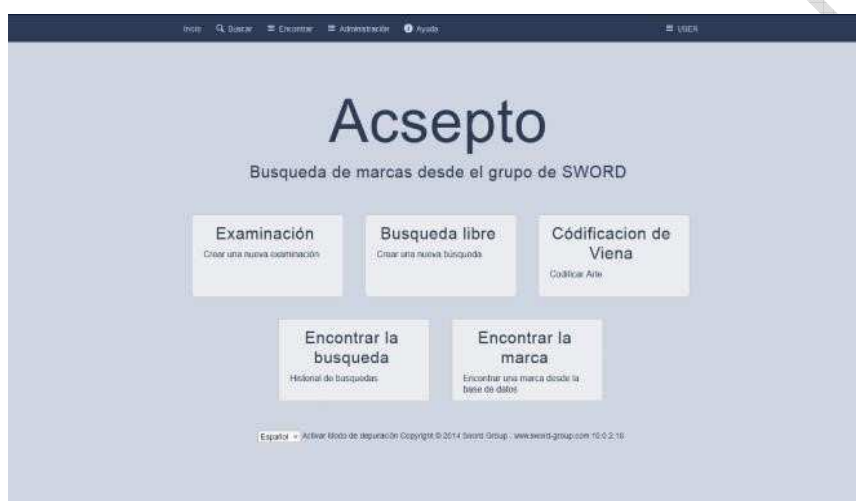 Inicio Buscar Encontrar Administración Ayuda USER
Acsepto
Busqueda de marcas desde el grupo de SWORD
Examinación
Crear una nueva examinación
Busqueda libre
Crear una nueva búsqueda
Códificacion de
Viena
Codificar Arte
Encontrar la
busqueda
Historial de busquedas
Encontrar la
marca
Encontrar una marca desde la
base de datos
Español Activar Modo de depuración Copyright © 2014 Sword Group - www.sword-group.com